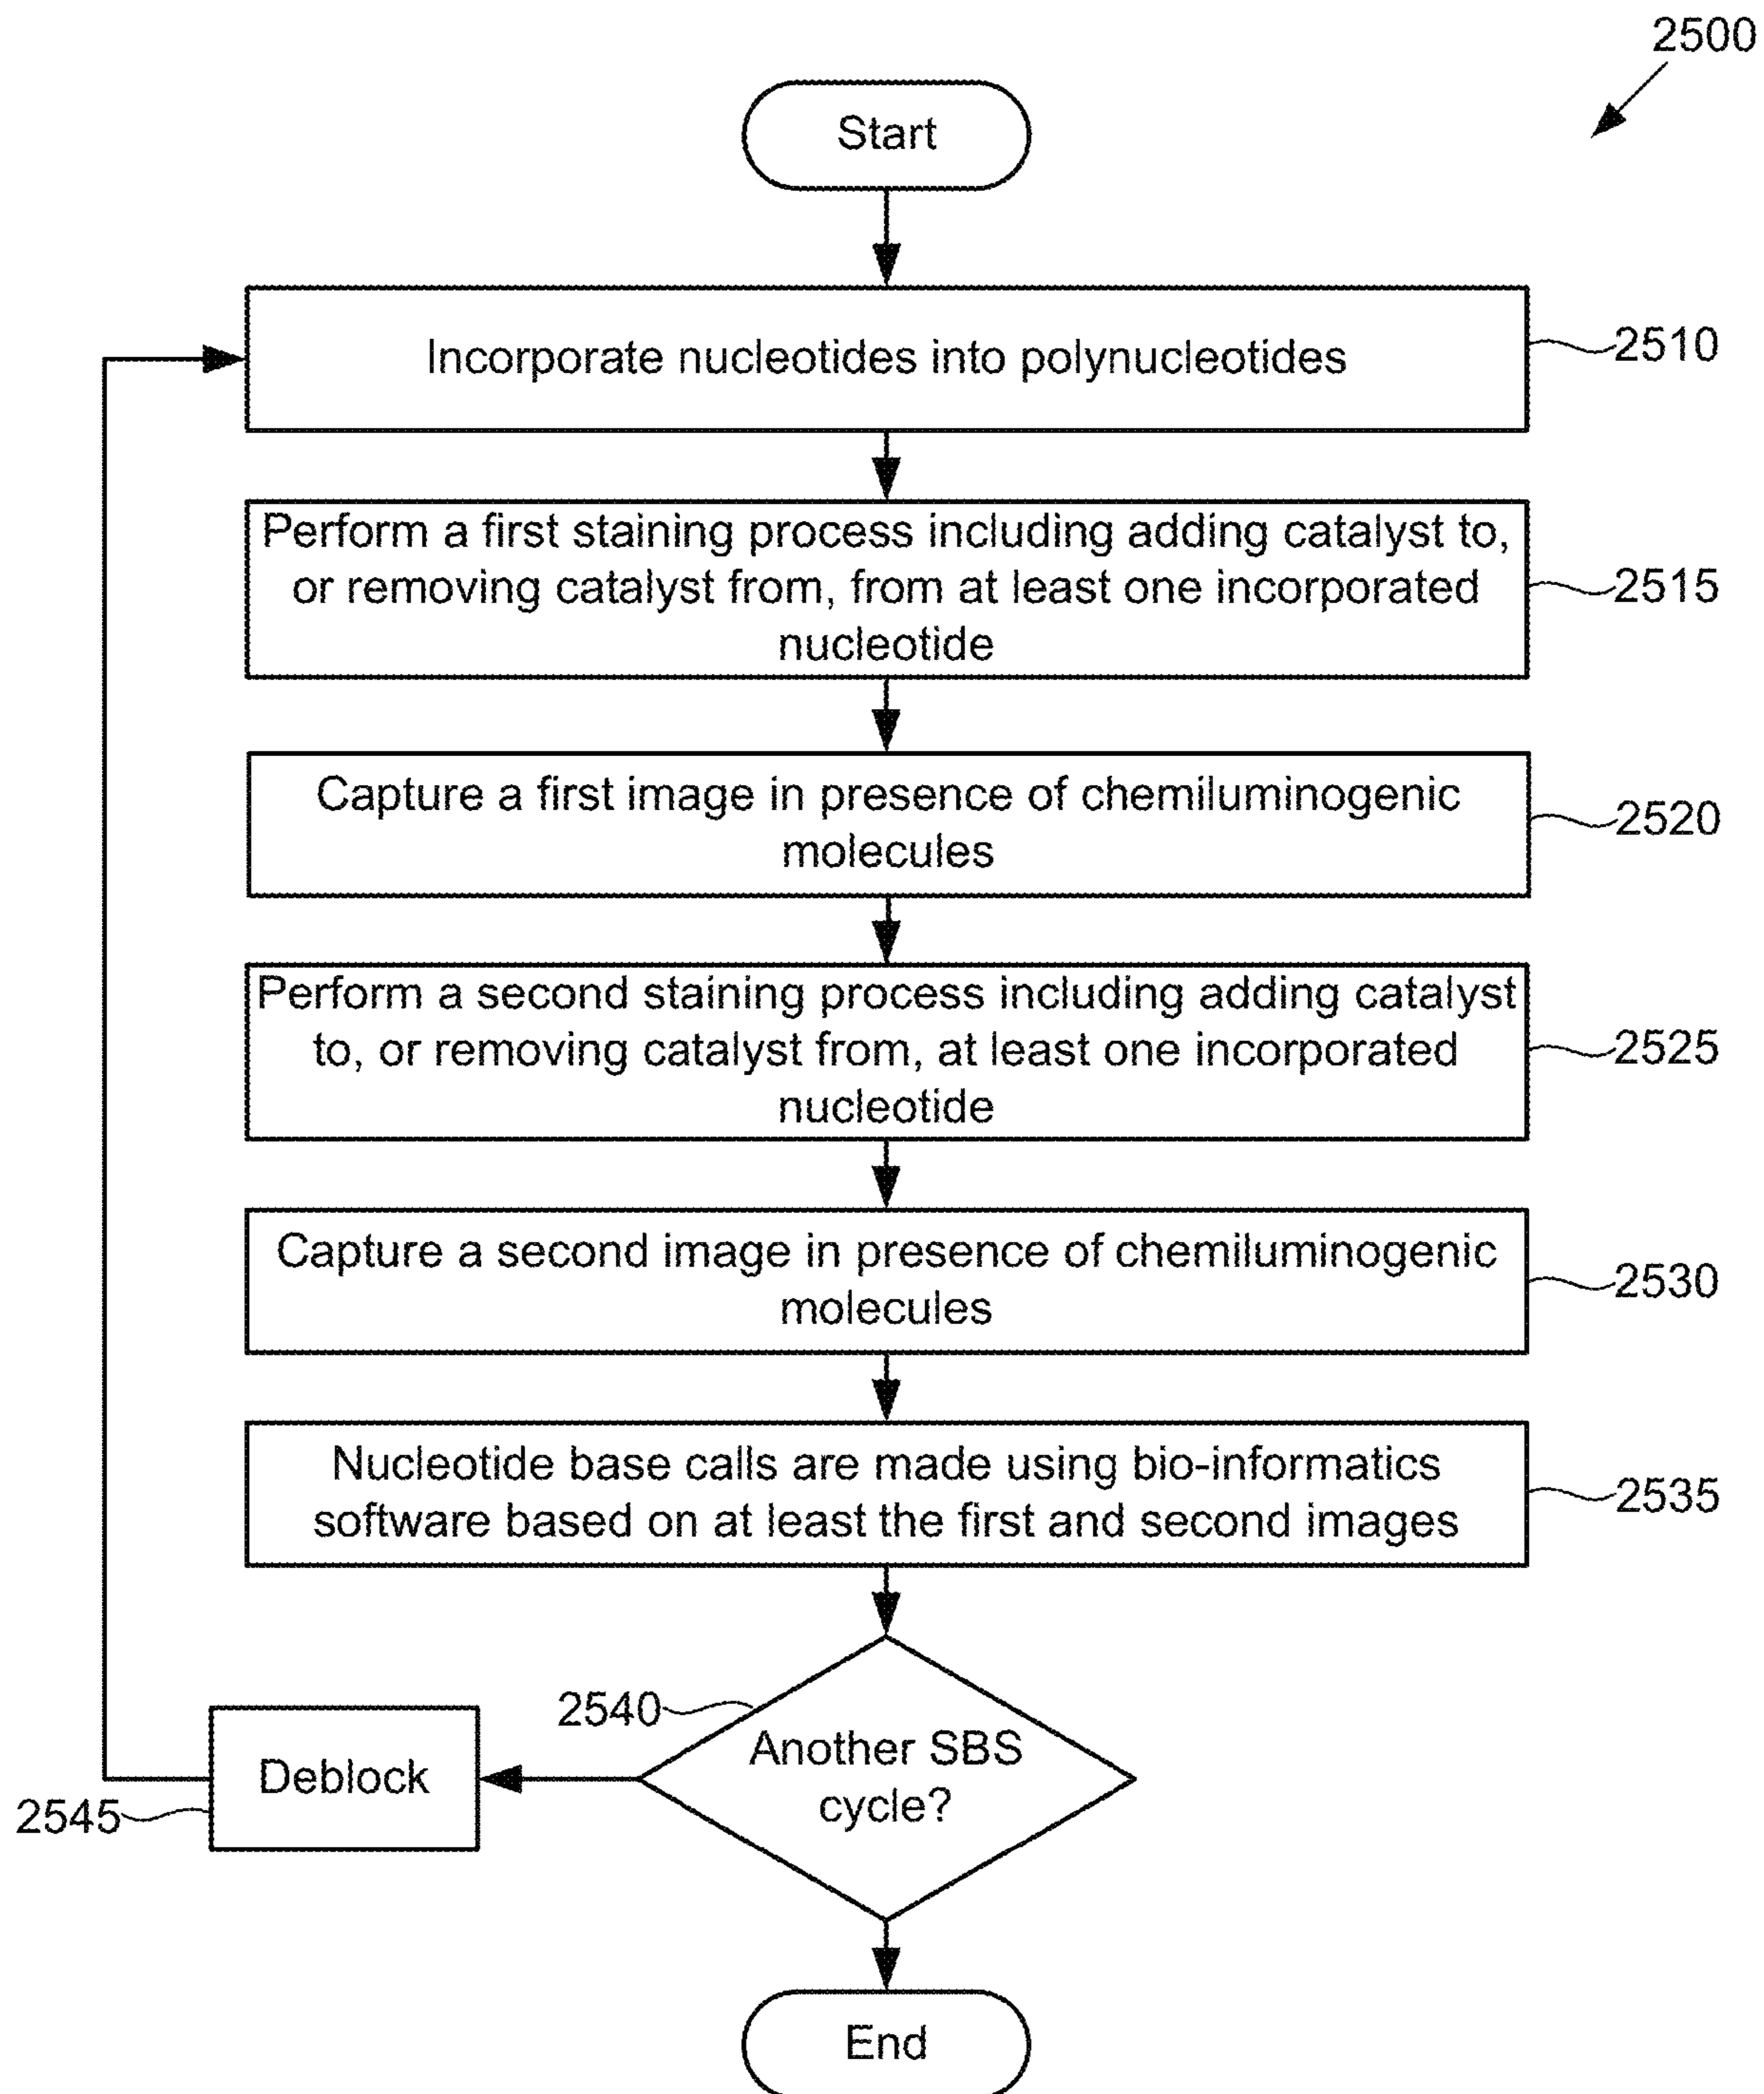 2500
Start
Incorporate nucleotides into polynucleotides
2510
Perform a first staining process including adding catalyst to,
or removing catalyst from, from at least one incorporated
nucleotide
2515
Capture a first image in presence of chemiluminogenic
molecules
2520
Perform a second staining process including adding catalyst
to, or removing catalyst from, at least one incorporated
nucleotide
2525
Capture a second image in presence of chemiluminogenic
molecules
2530
Nucleotide base calls are made using bio-informatics
software based on at least the first and second images
2535
2540
Another SBS
cycle?
Deblock
2545
End